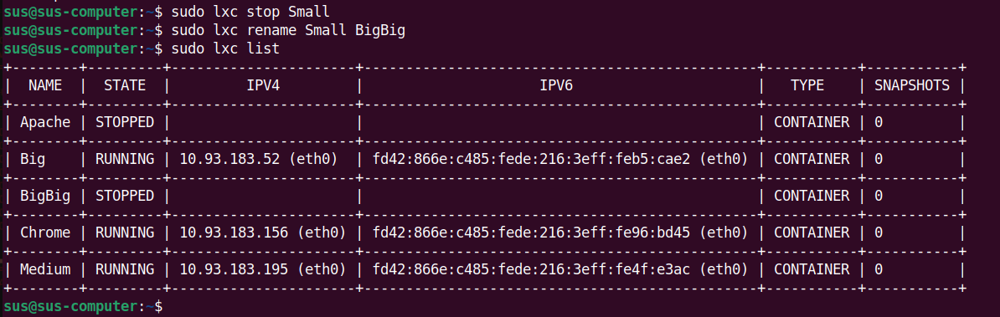 sus@sus-computer:~$ sudo lxc stop Small
sus@sus-computer:~$ sudo lxc rename Small BigBig
sus@sus-computer:~$ sudo lxc list
+--------+---------+----------------------+-----------------------------------------------+-----------+-----------+
|  NAME  |  STATE  |         IPV4         |                     IPV6                      |   TYPE    | SNAPSHOTS |
+--------+---------+----------------------+-----------------------------------------------+-----------+-----------+
| Apache | STOPPED |                      |                                               | CONTAINER | 0         |
+--------+---------+----------------------+-----------------------------------------------+-----------+-----------+
| Big    | RUNNING | 10.93.183.52 (eth0)  | fd42:866e:c485:fede:216:3eff:feb5:cae2 (eth0) | CONTAINER | 0         |
+--------+---------+----------------------+-----------------------------------------------+-----------+-----------+
| BigBig | STOPPED |                      |                                               | CONTAINER | 0         |
+--------+---------+----------------------+-----------------------------------------------+-----------+-----------+
| Chrome | RUNNING | 10.93.183.156 (eth0) | fd42:866e:c485:fede:216:3eff:fe96:bd45 (eth0) | CONTAINER | 0         |
+--------+---------+----------------------+-----------------------------------------------+-----------+-----------+
| Medium | RUNNING | 10.93.183.195 (eth0) | fd42:866e:c485:fede:216:3eff:fe4f:e3ac (eth0) | CONTAINER | 0         |
+--------+---------+----------------------+-----------------------------------------------+-----------+-----------+
sus@sus-computer:~$